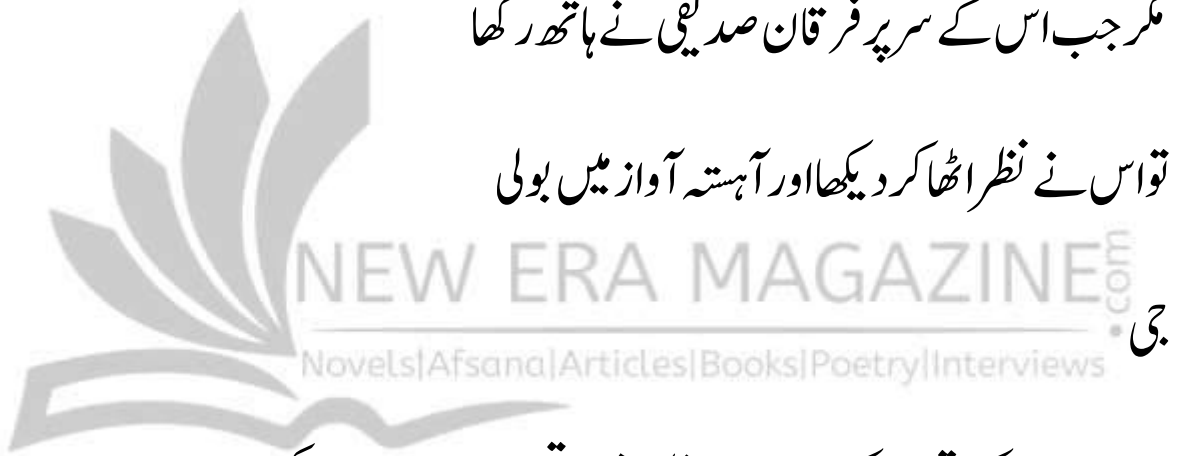 مگر جب اس کے سر پر فرقان صدیقی نے ہاتھ رکھا
تو اس نے نظر اٹھا کر دیکھا اور آہستہ آواز میں بولی
NEW ERA MAGAZINE.com
جی
Novels|Afsana|Articles|Books|Poetry|Interviews